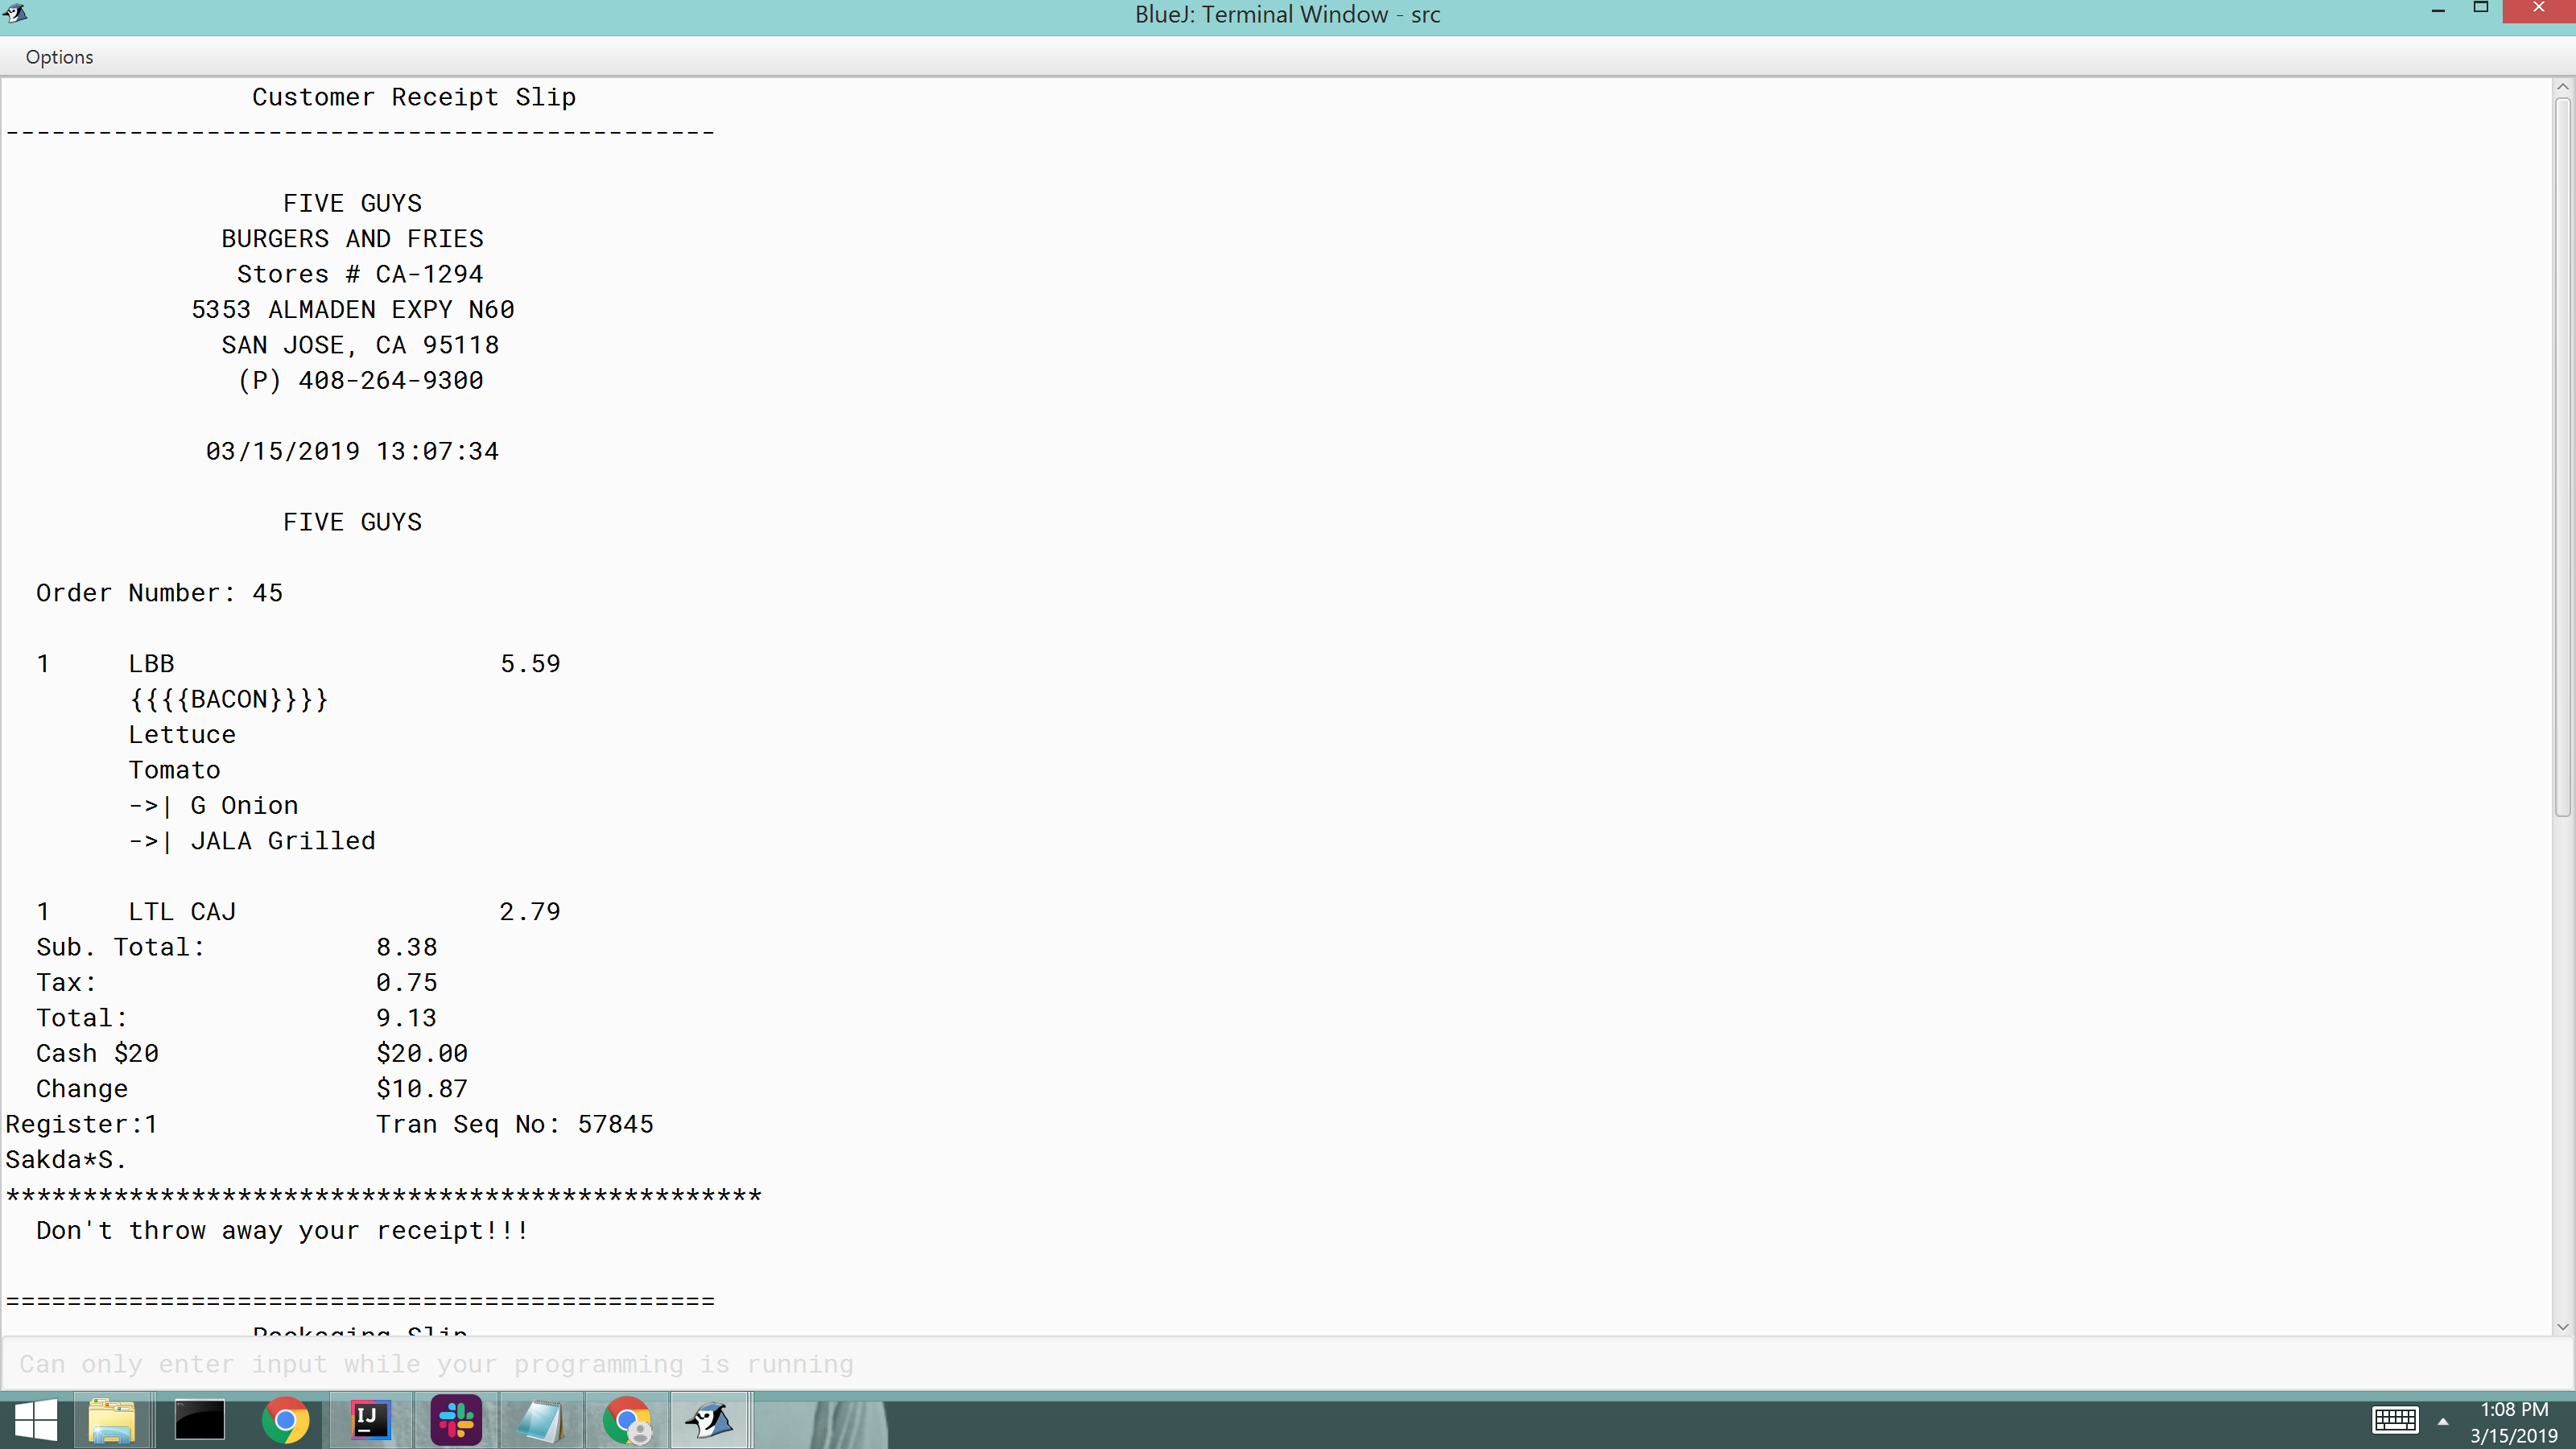 BlueJ: Terminal Window - src
Options
Customer Receipt Slip
----------------------------------------------
FIVE GUYS
BURGERS AND FRIES
Stores # CA-1294
5353 ALMADEN EXPY N60
SAN JOSE, CA 95118
(P) 408-264-9300
03/15/2019 13:07:34
FIVE GUYS
Order Number: 45
1 LBB 5.59
{{{{BACON}}}}
Lettuce
Tomato
->| G Onion
->| JALA Grilled
1 LTL CAJ 2.79
Sub. Total: 8.38
Tax: 0.75
Total: 9.13
Cash $20 $20.00
Change $10.87
Register:1 Tran Seq No: 57845
Sakda*S.
*************************************************
Don't throw away your receipt!!!
==============================================
Packaging Slip
Can only enter input while your programming is running
IJ
1:08 PM
3/15/2019